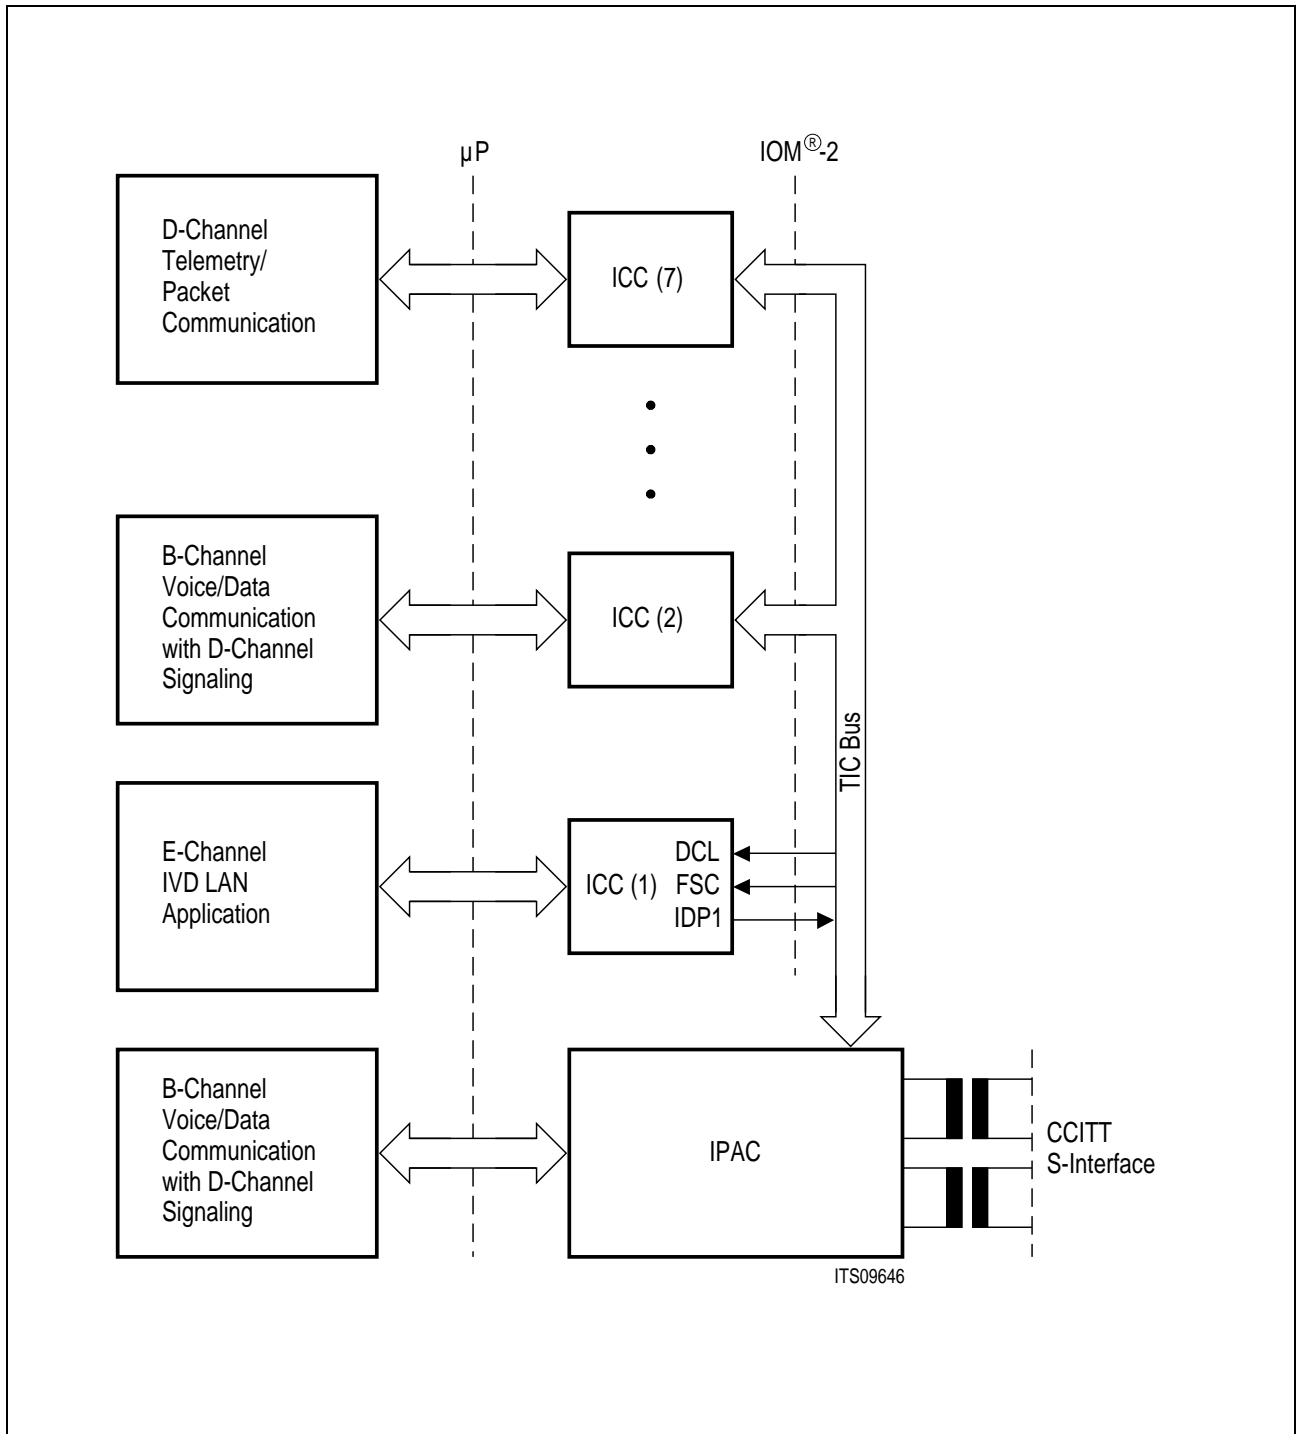 µP
IOM®-2
D-Channel
Telemetry/
Packet
Communication
ICC (7)
B-Channel
Voice/Data
Communication
with D-Channel
Signaling
ICC (2)
TIC Bus
E-Channel
IVD LAN
Application
ICC (1)
DCL
FSC
IDP1
B-Channel
Voice/Data
Communication
with D-Channel
Signaling
IPAC
CCITT
S-Interface
ITS09646